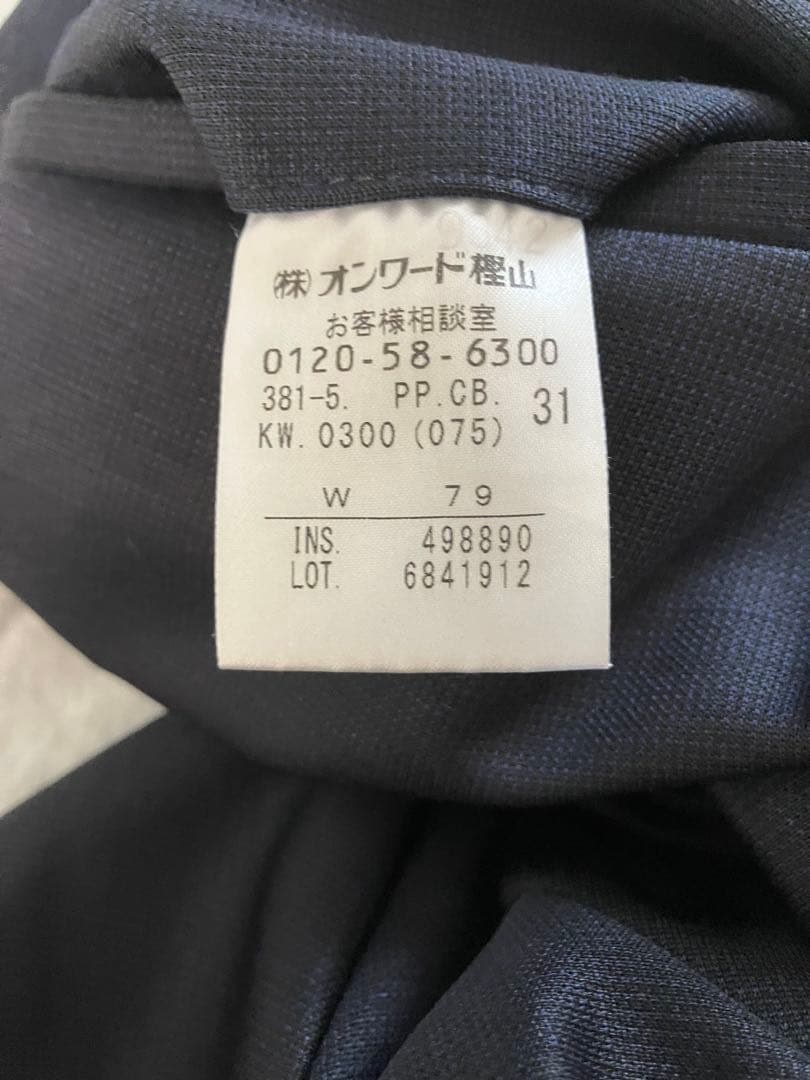 (株)オンワード樫山
お客様相談室
0120-58-6300
381-5. PP.CB. 31
KW.0300(075)
W 79
INS. 498890
LOT. 6841912